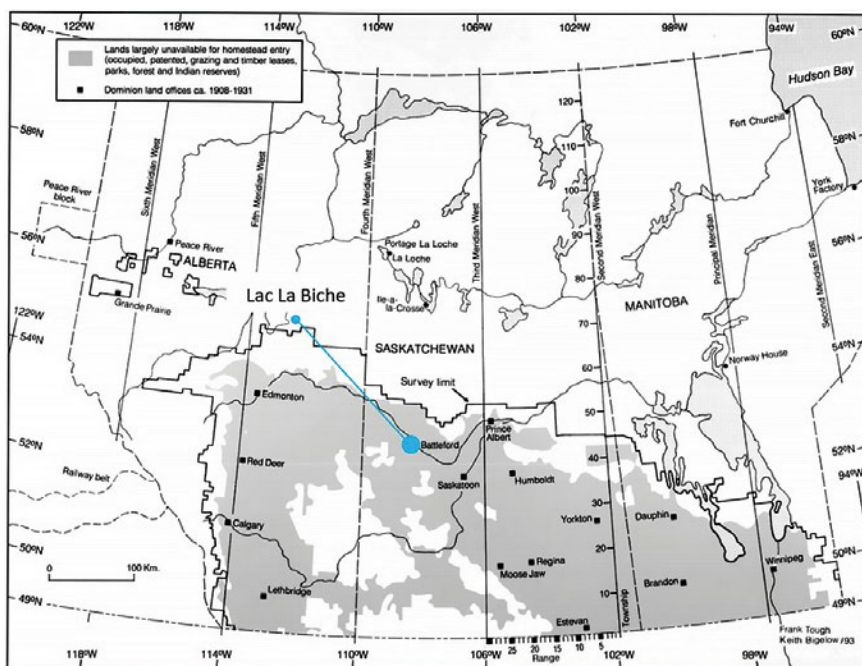 122°W
118°W
114°W
110°W
106°W
102°W
98°W
94°W
60°N
60°N
Lands largely unavailable for homestead entry
(occupied, patented, grazing and timber leases,
parks, forest and Indian reserves)
Dominion land offices ca. 1908-1931
Hudson Bay
Fort Churchill
58°N
58°N
120
110
100
90
80
70
60
50
40
30
20
10
Sixth Meridian West
Fifth Meridian West
Fourth Meridian West
Third Meridian West
Second Meridian West
Principal Meridian
Second Meridian East
York
Factory
Peace River
block
56°N
56°N
Peace River
ALBERTA
Portage La Loche
La Loche
Grande Prairie
Lac La Biche
Ile-a-
la-Crosse
MANITOBA
122°W
54°N
54°N
SASKATCHEWAN
Norway House
Survey limit
Edmonton
Prince
Albert
52°N
52°N
Battleford
Red Deer
Saskatoon
Humboldt
94°W
Railway belt
Calgary
Yorkton
Dauphin
50°N
50°N
Regina
Moose Jaw
Winnipeg
0
100 Km.
Lethbridge
Brandon
49°N
49°N
Estevan
Township
25
20
15
10
5
Range
118°W
114°W
110°W
106°W
102°W
98°W
Frank Tough
Keith Bigelow/93